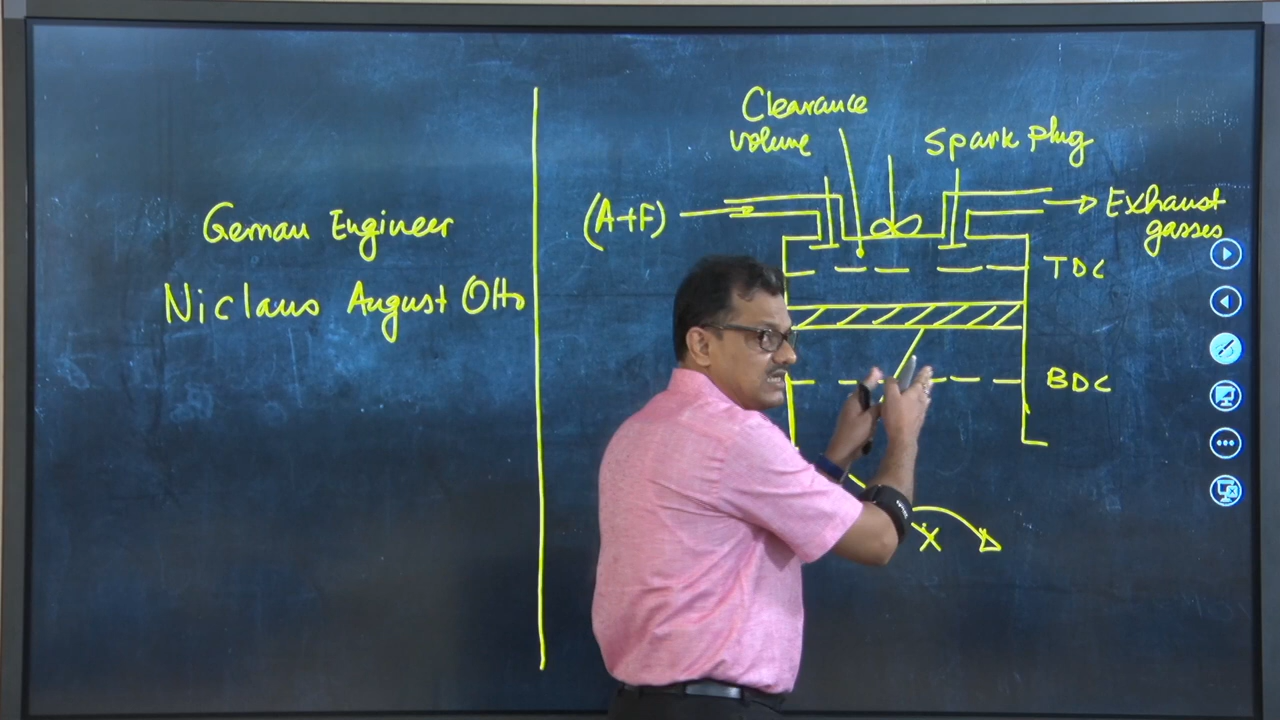 German Engineer
Niclaus August Otto
Clearance
volume
Spark plug
(A+F)
Exhaust
gasses
TDC
BDC
X